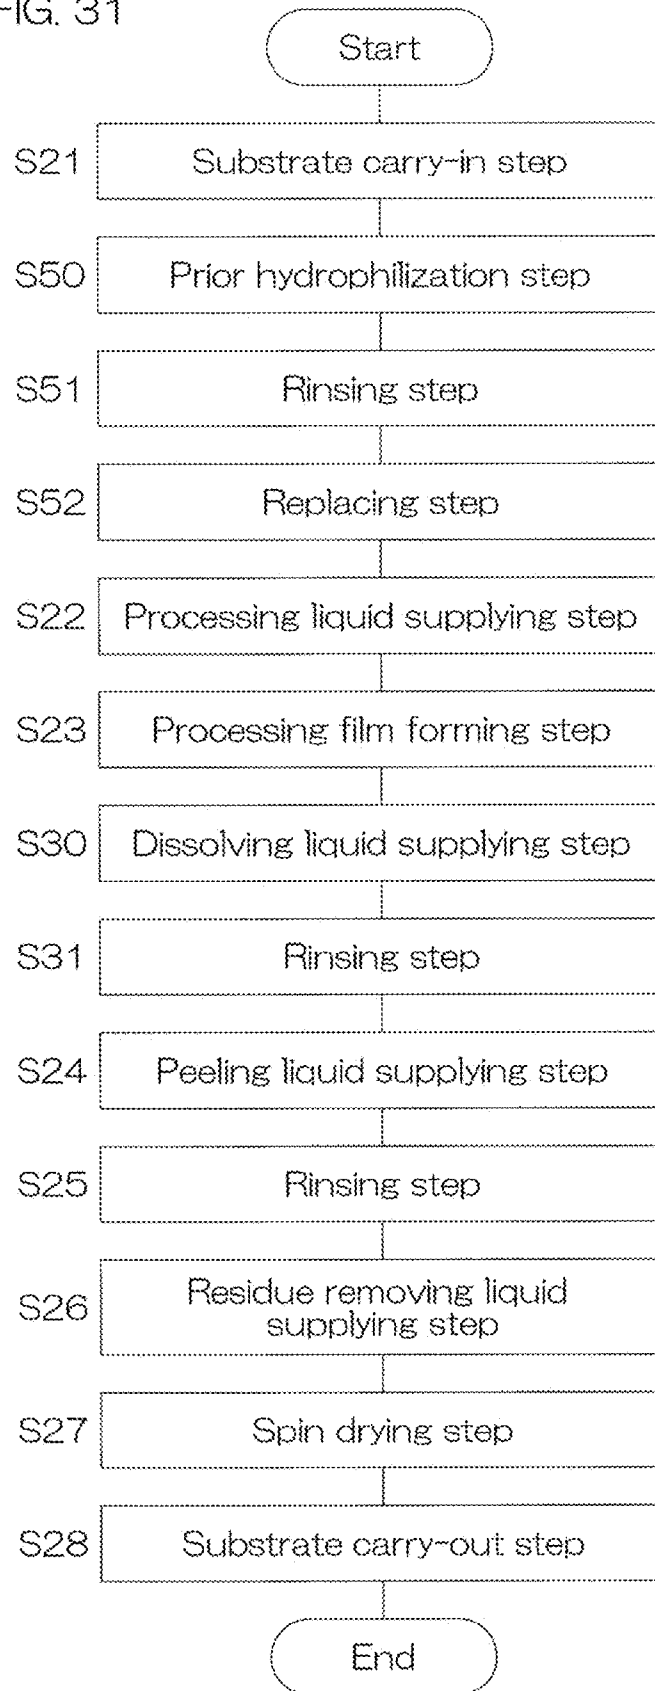 FIG. 31
Start
S21 Substrate carry-in step
S50 Prior hydrophilization step
S51 Rinsing step
S52 Replacing step
S22 Processing liquid supplying step
S23 Processing film forming step
S30 Dissolving liquid supplying step
S31 Rinsing step
S24 Peeling liquid supplying step
S25 Rinsing step
S26 Residue removing liquid
supplying step
S27 Spin drying step
S28 Substrate carry-out step
End